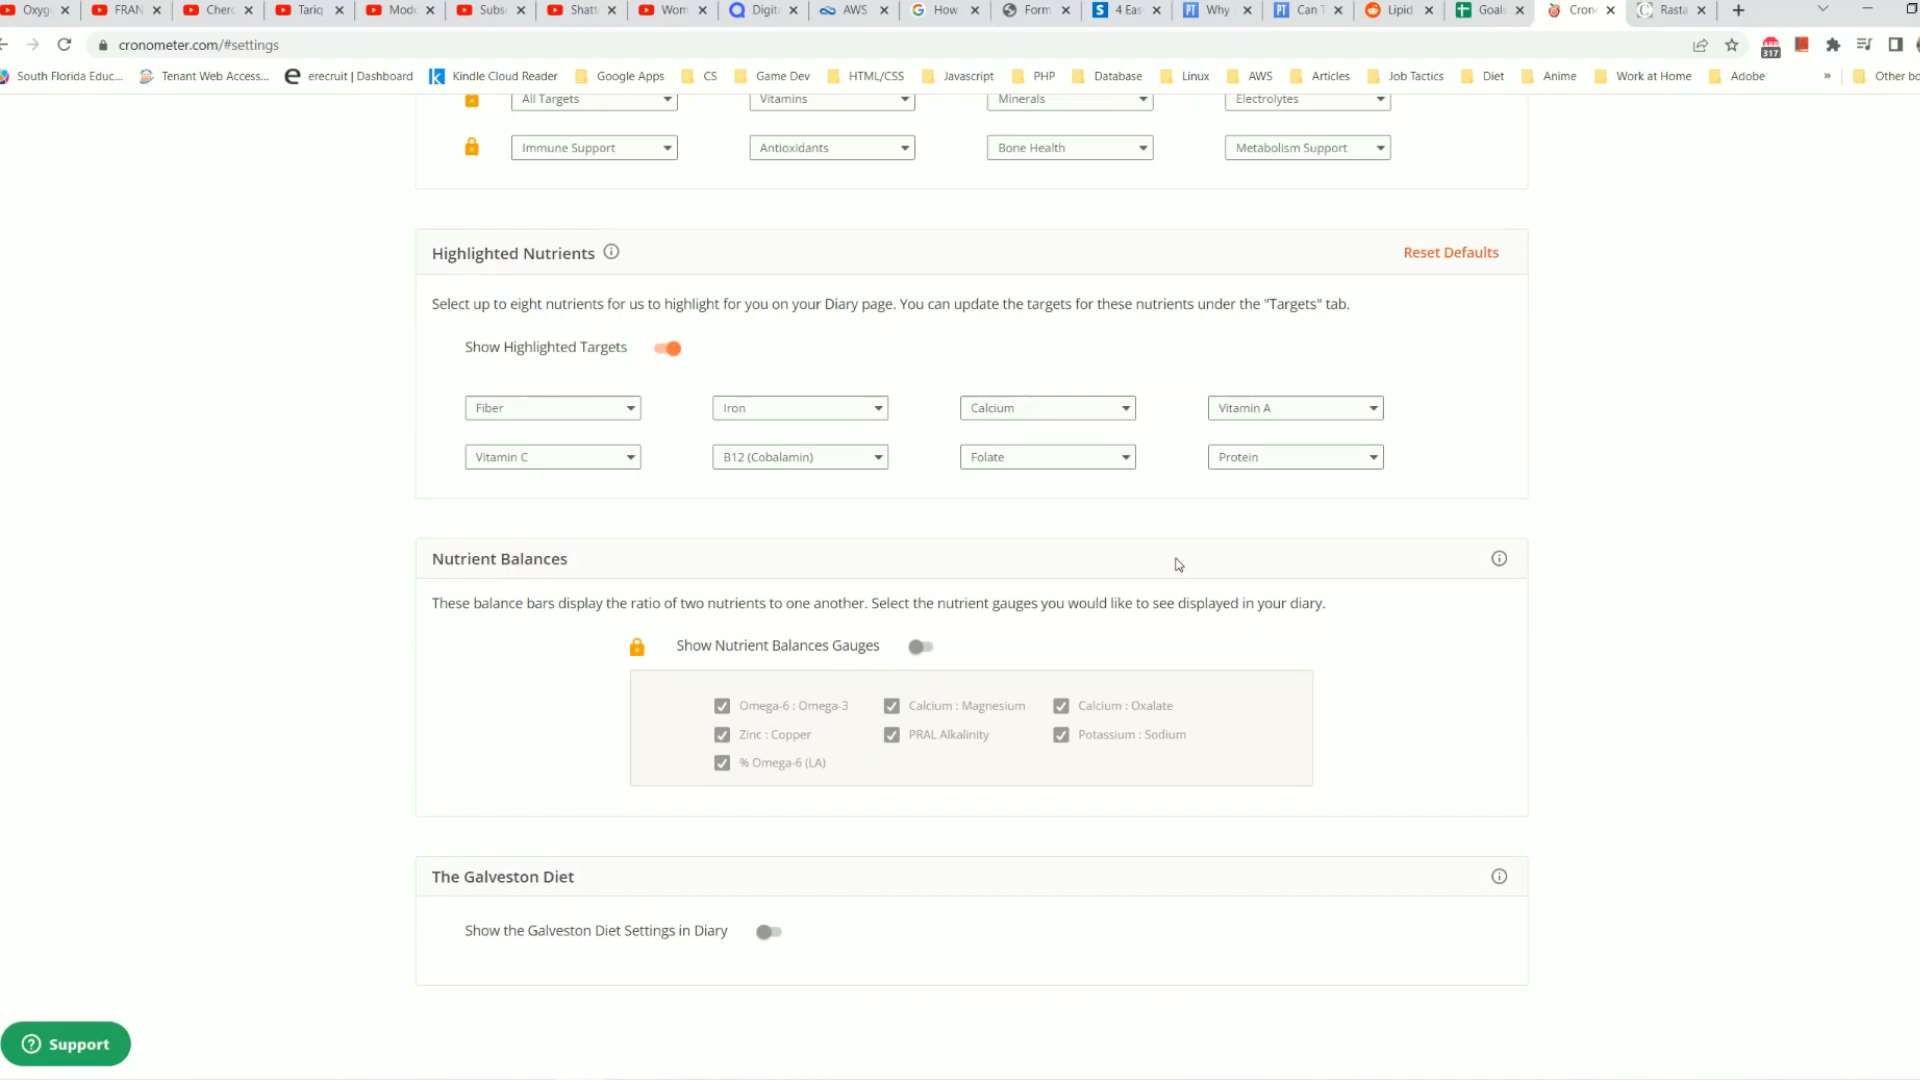 Oxyg FRAN Cherc Tariq Mode Subs Shatt Wom Digit AWS How Form 4 Eas Why Can T Lipid Goals Cron Rasta
cronometer.com/#settings
317
South Florida Educ... Tenant Web Access... erecruit | Dashboard Kindle Cloud Reader Google Apps CS Game Dev HTML/CSS Javascript PHP Database Linux AWS Articles Job Tactics Diet Anime Work at Home Adobe » Other bo
All Targets Vitamins Minerals Electrolytes
Immune Support Antioxidants Bone Health Metabolism Support
Highlighted Nutrients Reset Defaults
Select up to eight nutrients for us to highlight for you on your Diary page. You can update the targets for these nutrients under the "Targets" tab.
Show Highlighted Targets
Fiber Iron Calcium Vitamin A
Vitamin C B12 (Cobalamin) Folate Protein
Nutrient Balances
These balance bars display the ratio of two nutrients to one another. Select the nutrient gauges you would like to see displayed in your diary.
Show Nutrient Balances Gauges
Omega-6 : Omega-3 Calcium : Magnesium Calcium : Oxalate
Zinc : Copper PRAL Alkalinity Potassium : Sodium
% Omega-6 (LA)
The Galveston Diet
Show the Galveston Diet Settings in Diary
Support